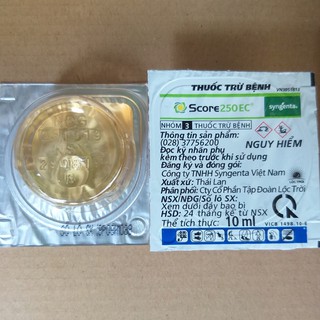 THUỐC TRỪ BỆNH
Score250EC™
syngenta
NHÓM 3 THUỐC TRỪ BỆNH
Thông tin sản phẩm:
(028) 37756200
Đọc kỹ nhãn phụ
kèm theo trước khi sử dụng
NGUY HIỂM
Đăng ký và đóng gói:
Công ty TNHH Syngenta Việt Nam
Xuất xứ: Thái Lan
Phân phối: Cty Cổ Phần Tập Đoàn Lộc Trời
NSX/NĐG/Số lô SX:
Xem dưới đáy bao bì
HSD: 24 tháng kể từ NSX
Thể tích thực: 10 ml